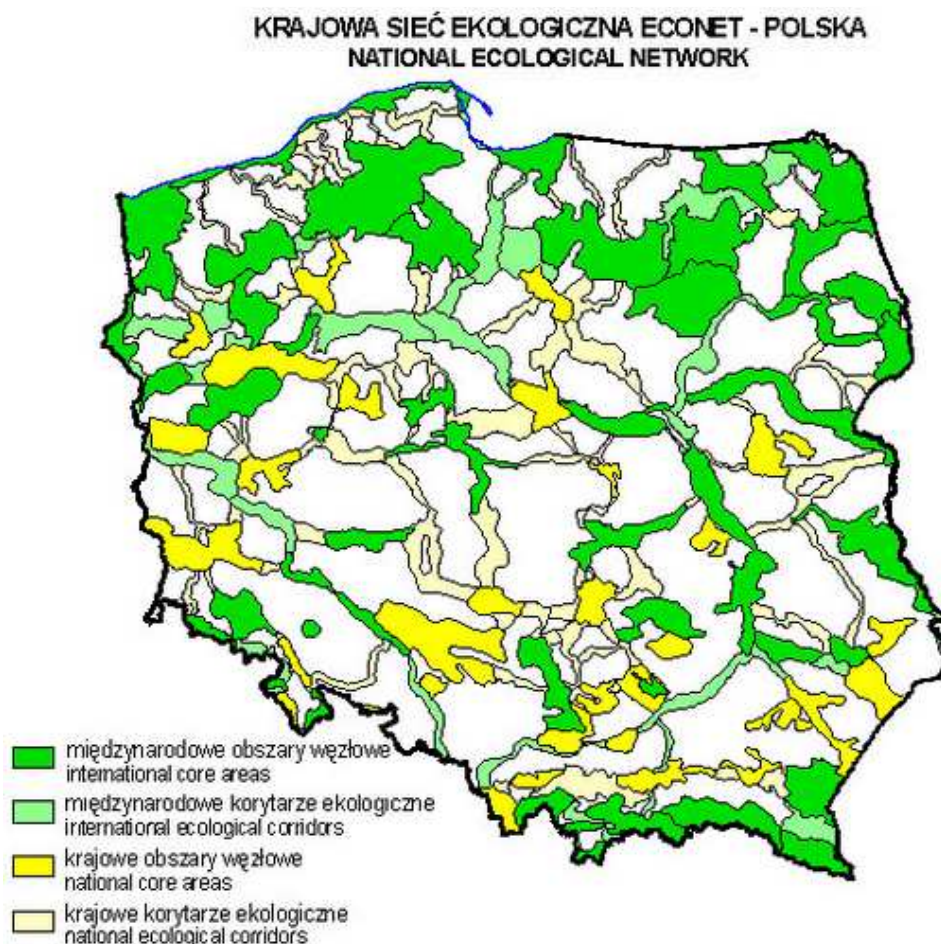 KRAJOWA SIEĆ EKOLOGICZNA ECONET - POLSKA
NATIONAL ECOLOGICAL NETWORK
międzynarodowe obszary węzłowe
international core areas
międzynarodowe korytarze ekologiczne
international ecological corridors
krajowe obszary węzłowe
national core areas
krajowe korytarze ekologiczne
national ecological corridors